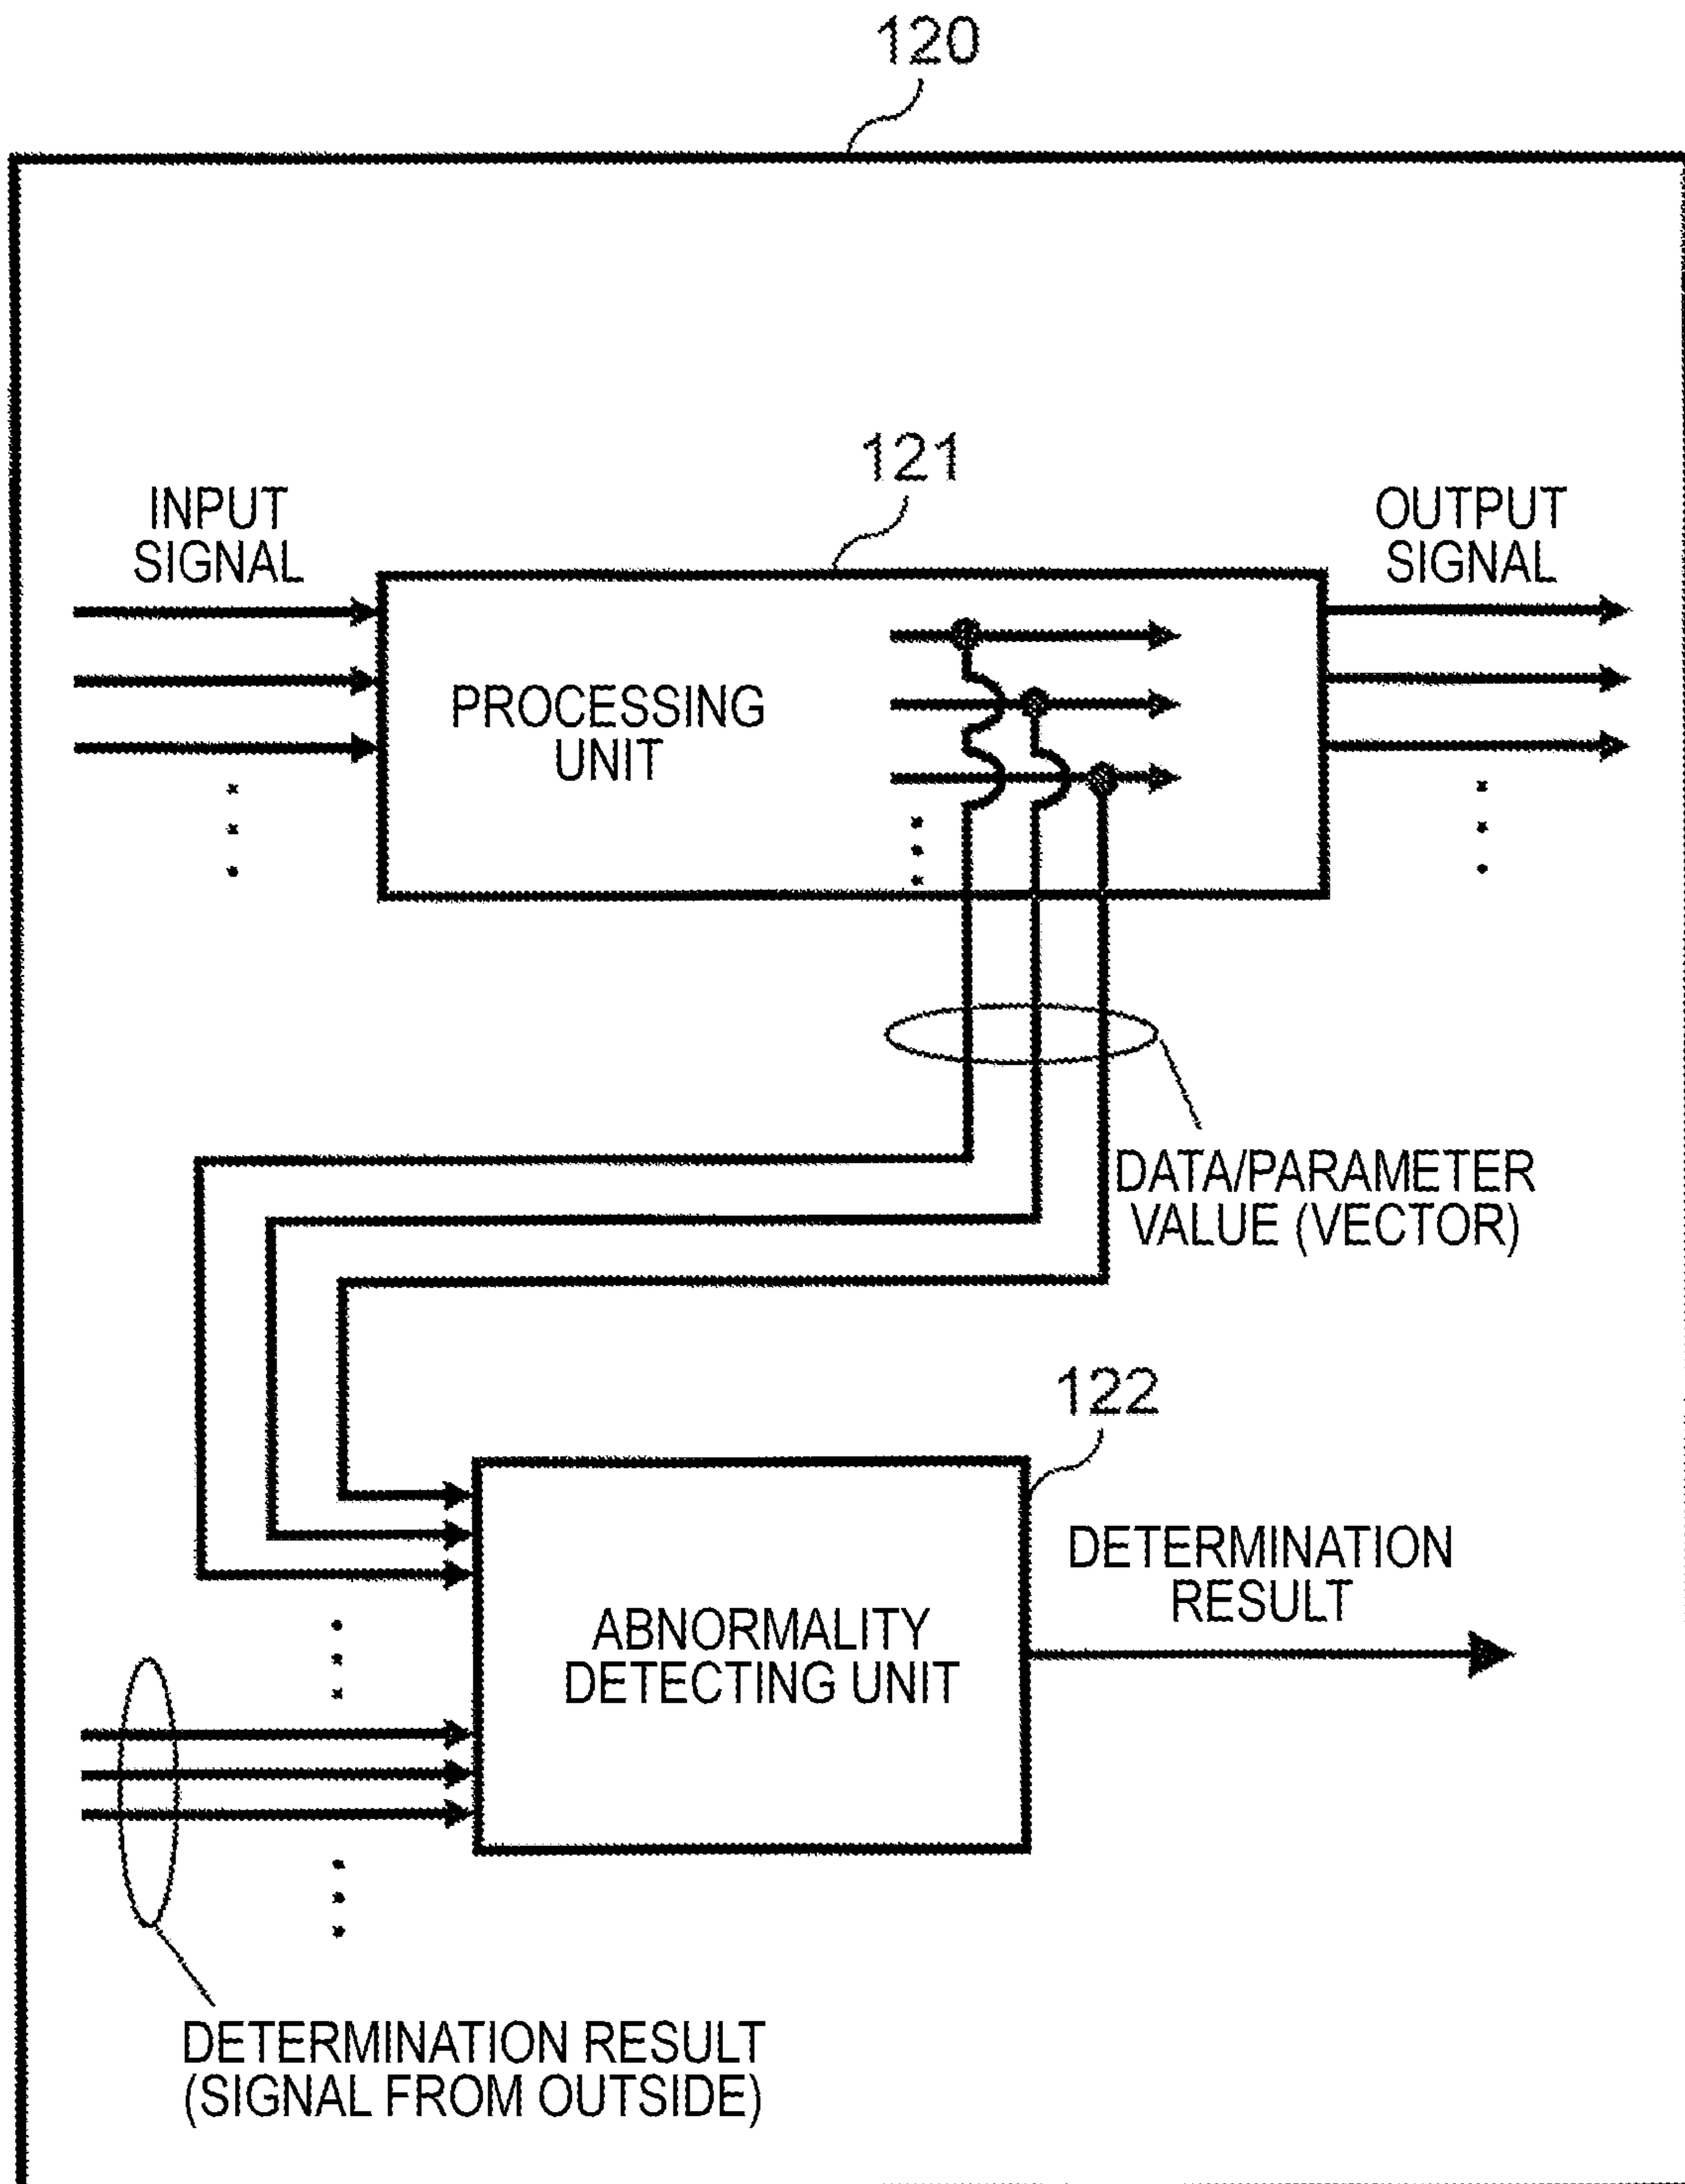 120
121
INPUT
SIGNAL
OUTPUT
SIGNAL
PROCESSING
UNIT
DATA/PARAMETER
VALUE (VECTOR)
122
DETERMINATION
RESULT
ABNORMALITY
DETECTING UNIT
DETERMINATION RESULT
(SIGNAL FROM OUTSIDE)